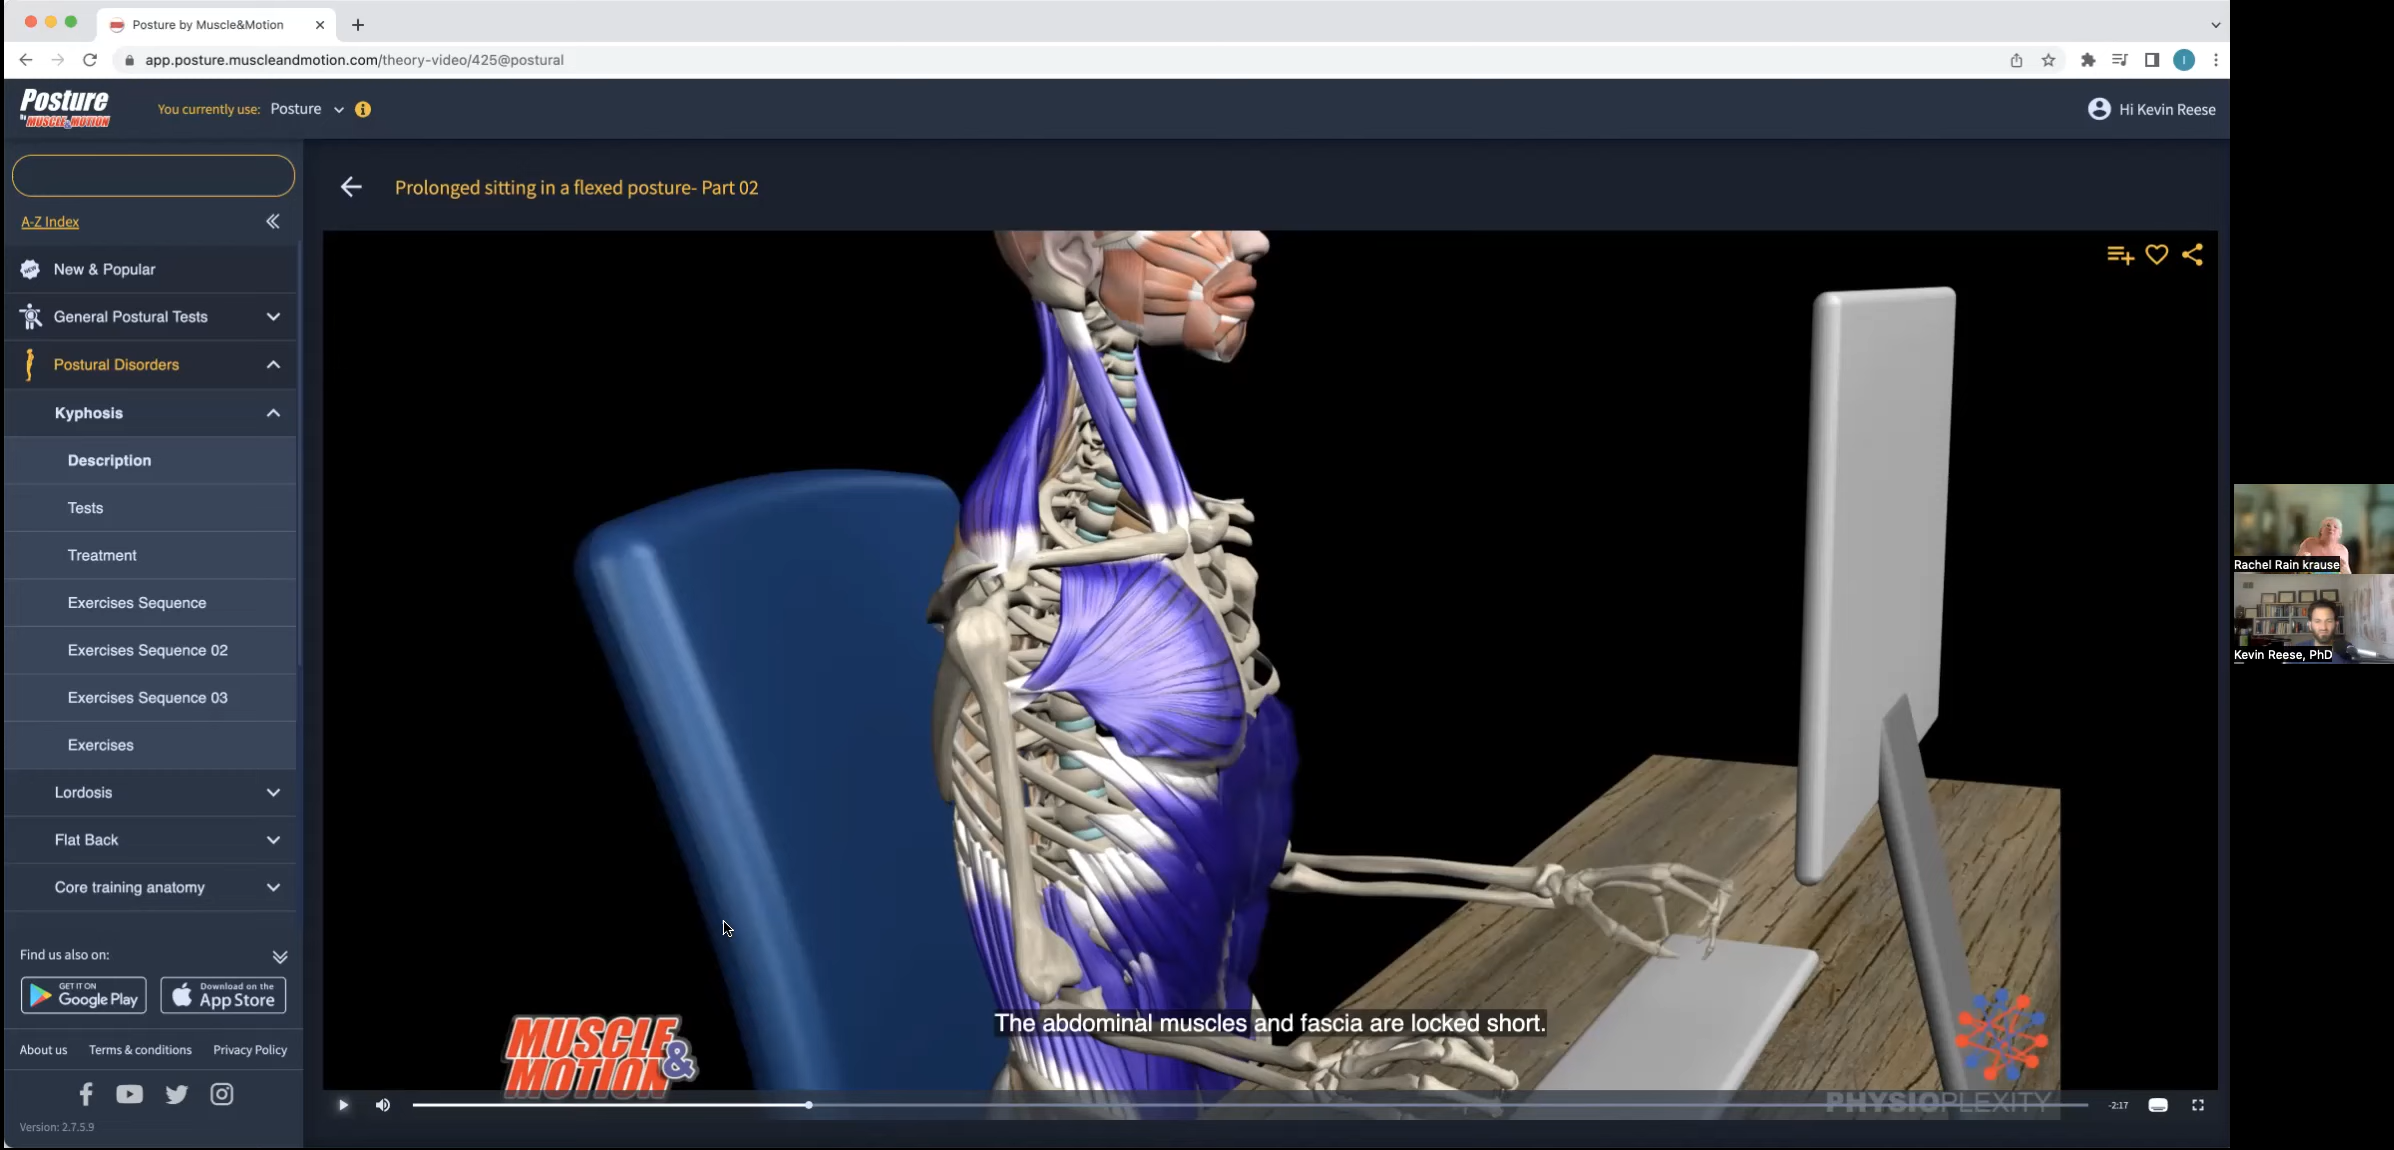 Posture by Muscle&Motion
app.posture.muscleandmotion.com/theory-video/425@postural
Posture
BY MUSCLE&MOTION
You currently use: Posture
Hi Kevin Reese
A-Z Index
New & Popular
General Postural Tests
Postural Disorders
Kyphosis
Description
Tests
Treatment
Exercises Sequence
Exercises Sequence 02
Exercises Sequence 03
Exercises
Lordosis
Flat Back
Core training anatomy
Find us also on:
GET IT ON
Google Play
Download on the
App Store
About us Terms & conditions Privacy Policy
Version: 2.7.5.9
Prolonged sitting in a flexed posture- Part 02
The abdominal muscles and fascia are locked short.
MUSCLE &
MOTION
PHYSIOPLEXITY
-2:17
Rachel Rain krause
Kevin Reese, PhD